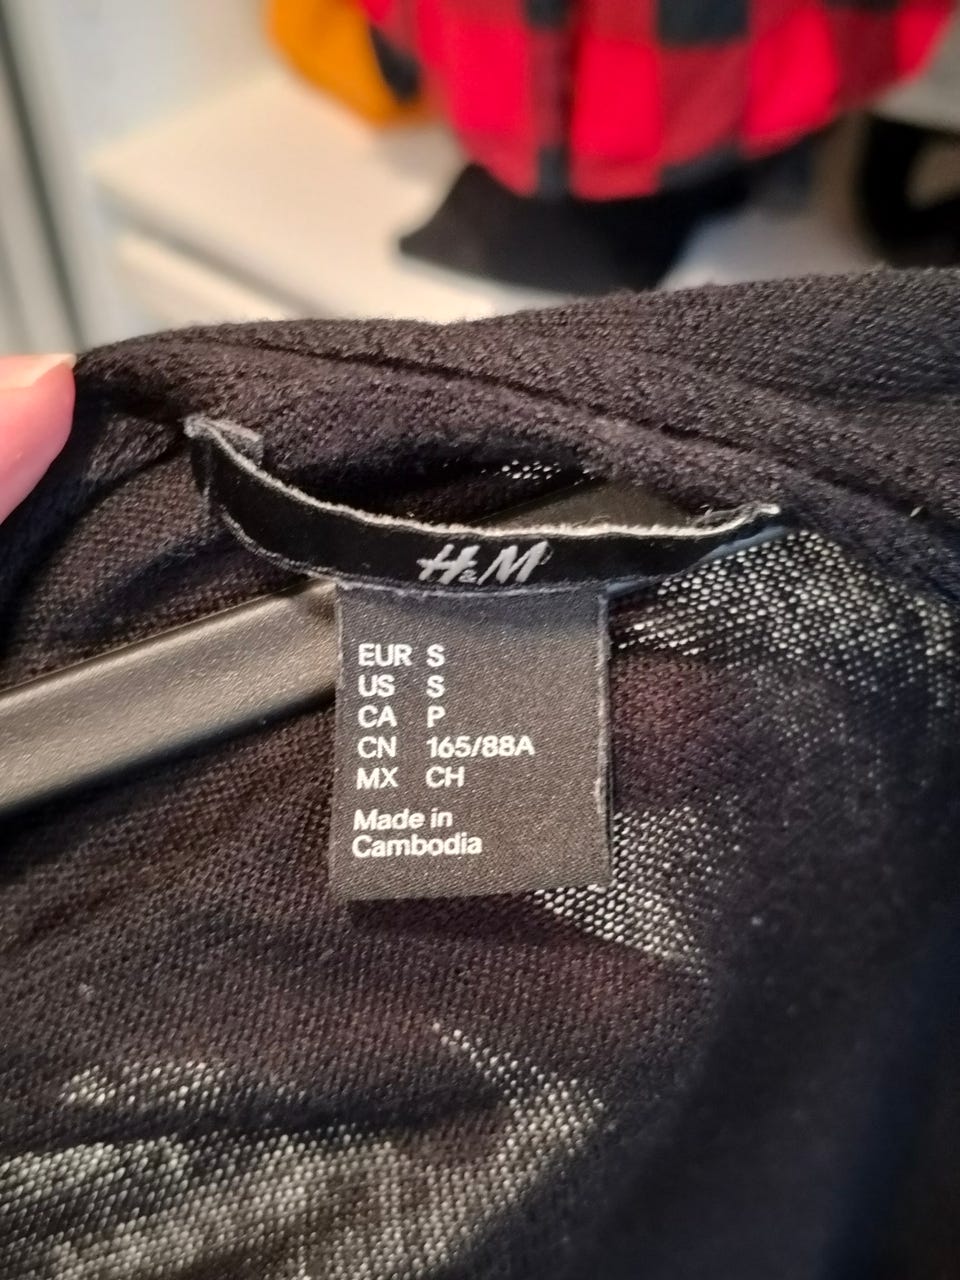 H&M
EUR S
US S
CA P
CN 165/88A
MX CH
Made in
Cambodia